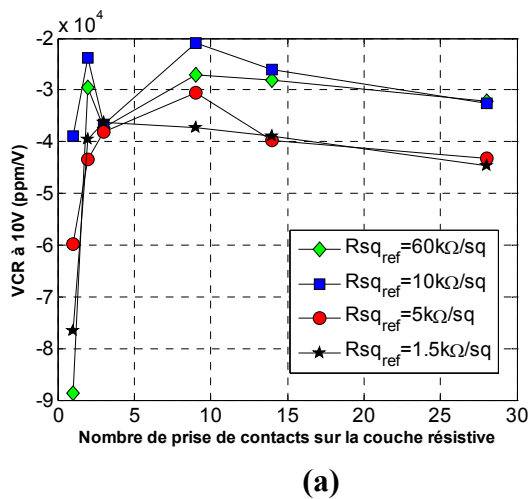 x 10⁴
-2
-3
-4
-5
-6
-7
-8
-9
VCR à 10V (ppm/V)
Rsq_ref=60kΩ/sq
Rsq_ref=10kΩ/sq
Rsq_ref=5kΩ/sq
Rsq_ref=1.5kΩ/sq
0 5 10 15 20 25 30
Nombre de prise de contacts sur la couche résistive
(a)